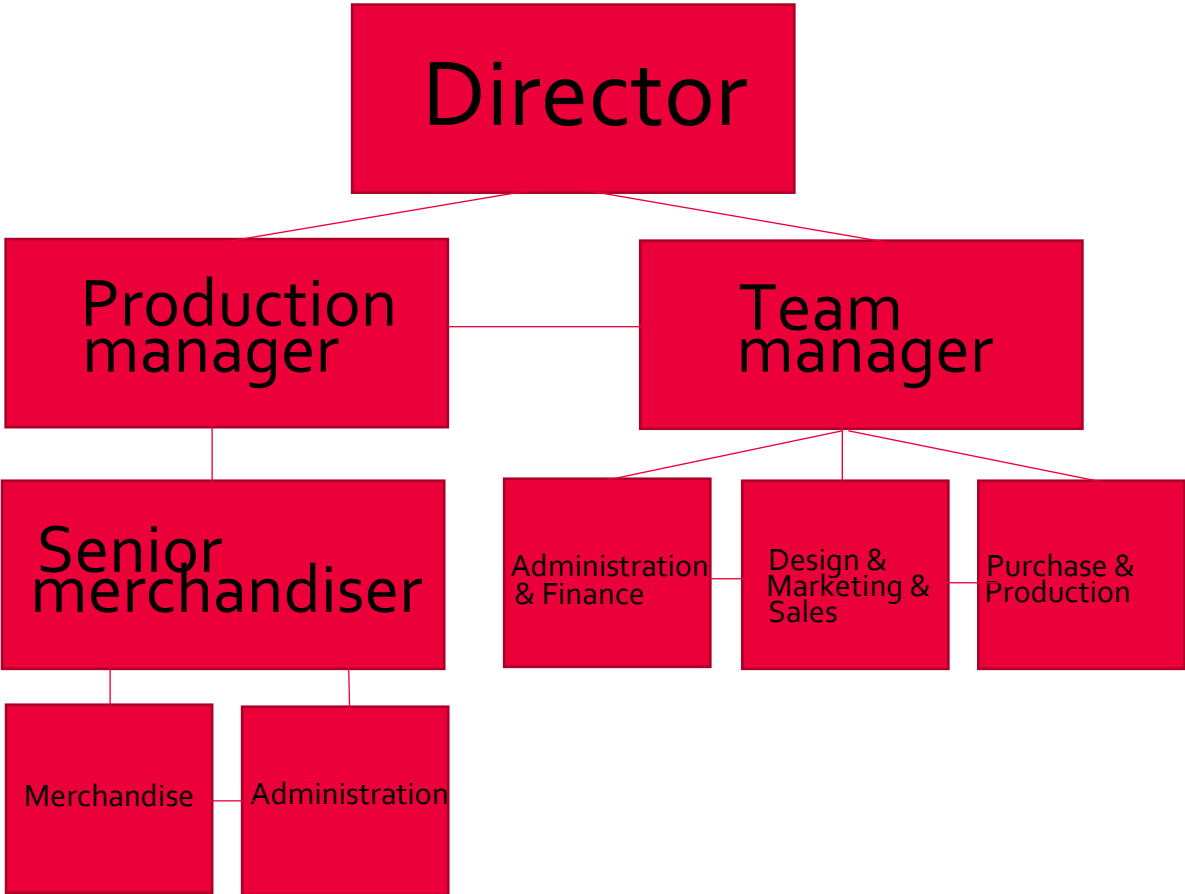 Director
Production
manager
Team
manager
Senior
merchandiser
Administration
& Finance
Design &
Marketing &
Sales
Purchase &
Production
Merchandise
Administration